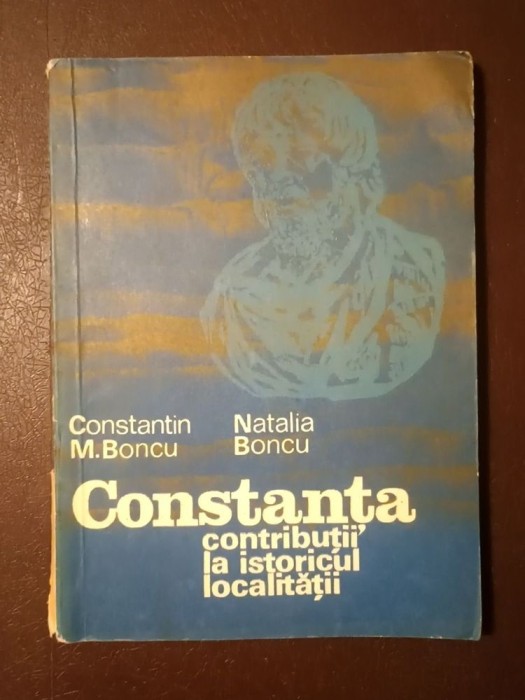 Constantin
M.Boncu
Natalia
Boncu
Constanța
contribuții
la istoricul
localității